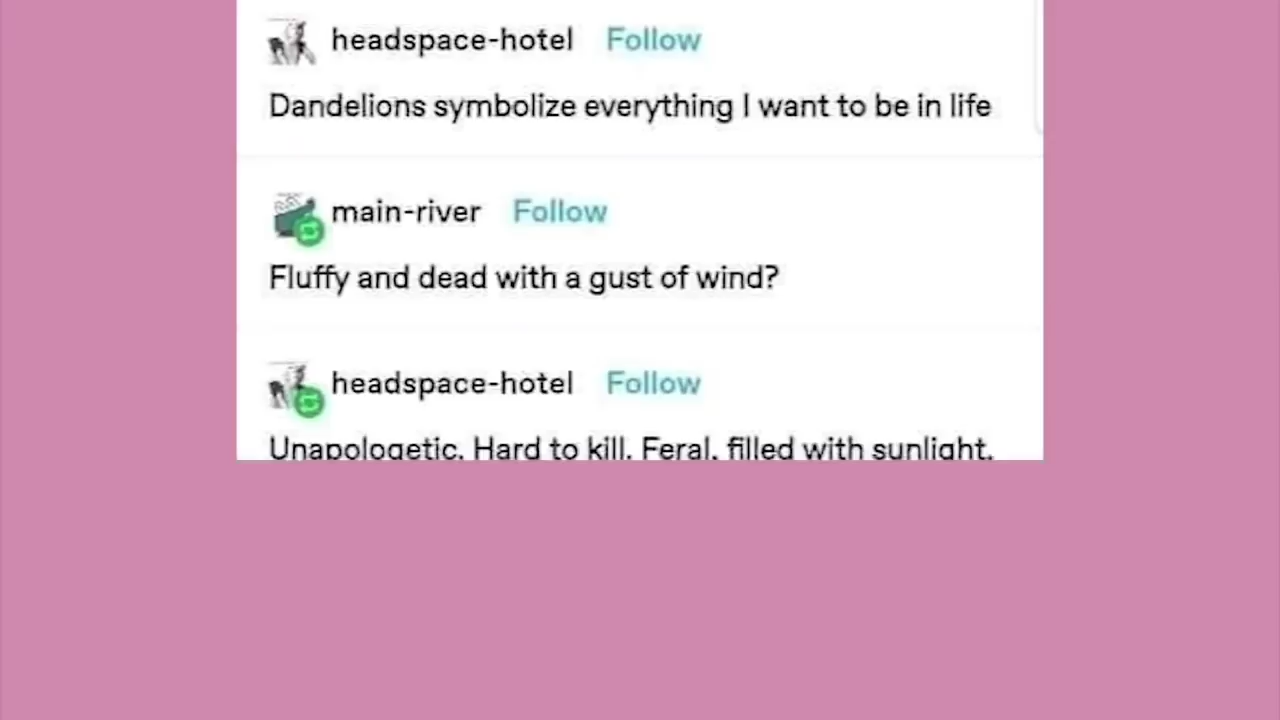 headspace-hotel Follow
Dandelions symbolize everything I want to be in life
main-river Follow
Fluffy and dead with a gust of wind?
headspace-hotel Follow
Unapologetic. Hard to kill. Feral, filled with sunlight,